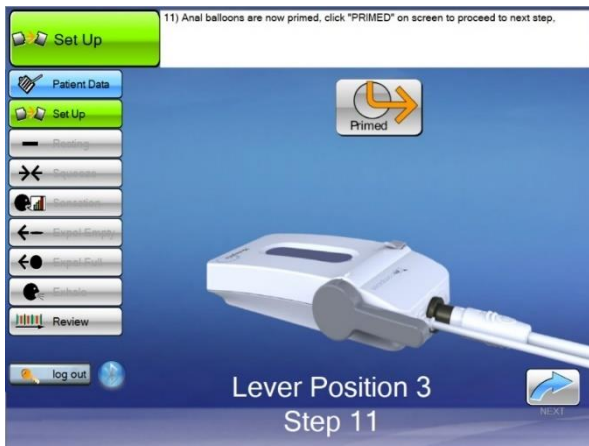 11) Anal balloons are now primed, click "PRIMED" on screen to proceed to next step,
Set Up
Patient Data
Set Up
Primed
Resting
Squeeze
Sensation
Expel Empty
Expel Full
Exhale
Review
log out
Lever Position 3
NEXT
Step 11